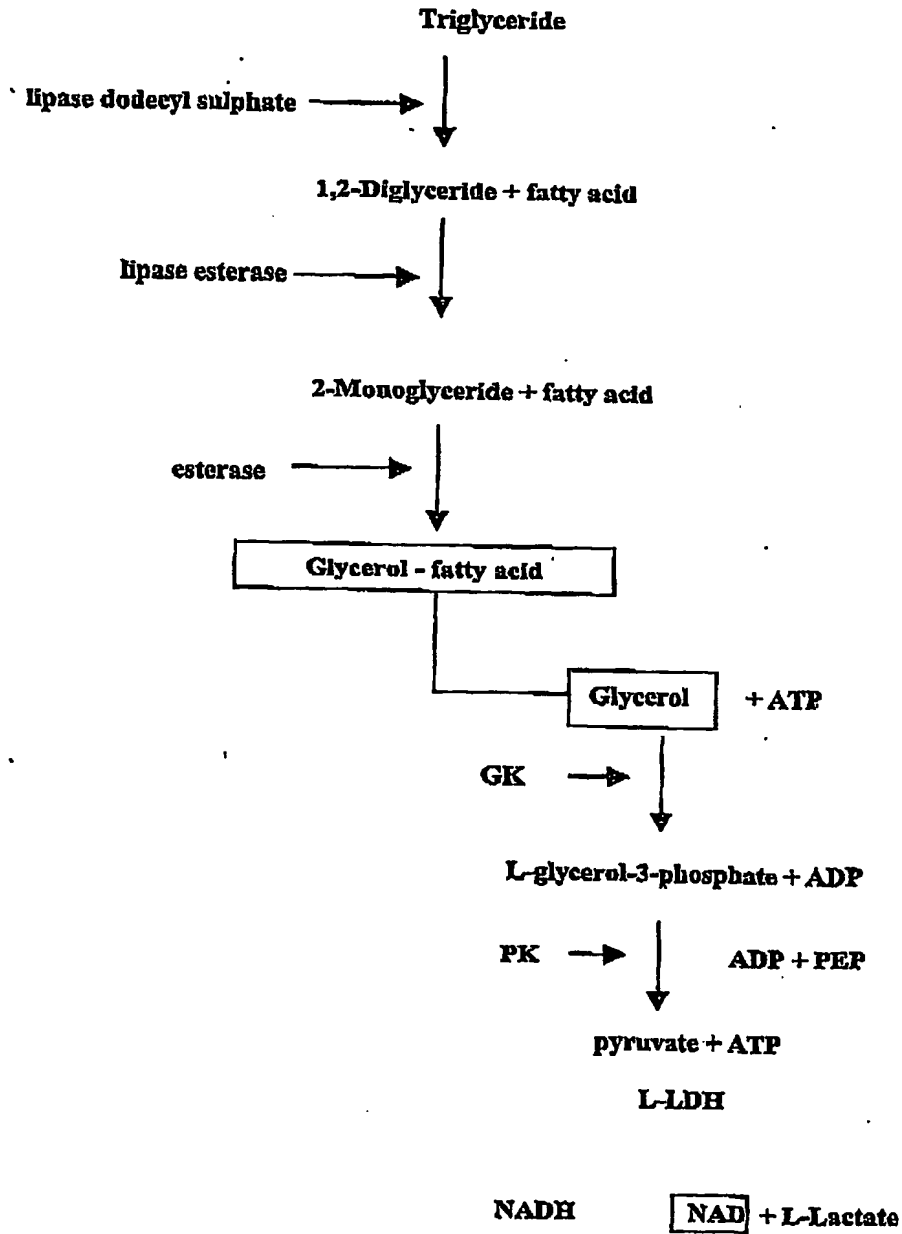 Triglyceride
lipase dodecyl sulphate
1,2-Diglyceride + fatty acid
lipase esterase
2-Monoglyceride + fatty acid
esterase
Glycerol - fatty acid
Glycerol + ATP
GK
L-glycerol-3-phosphate + ADP
PK ADP + PEP
pyruvate + ATP
L-LDH
NADH NAD + L-Lactate